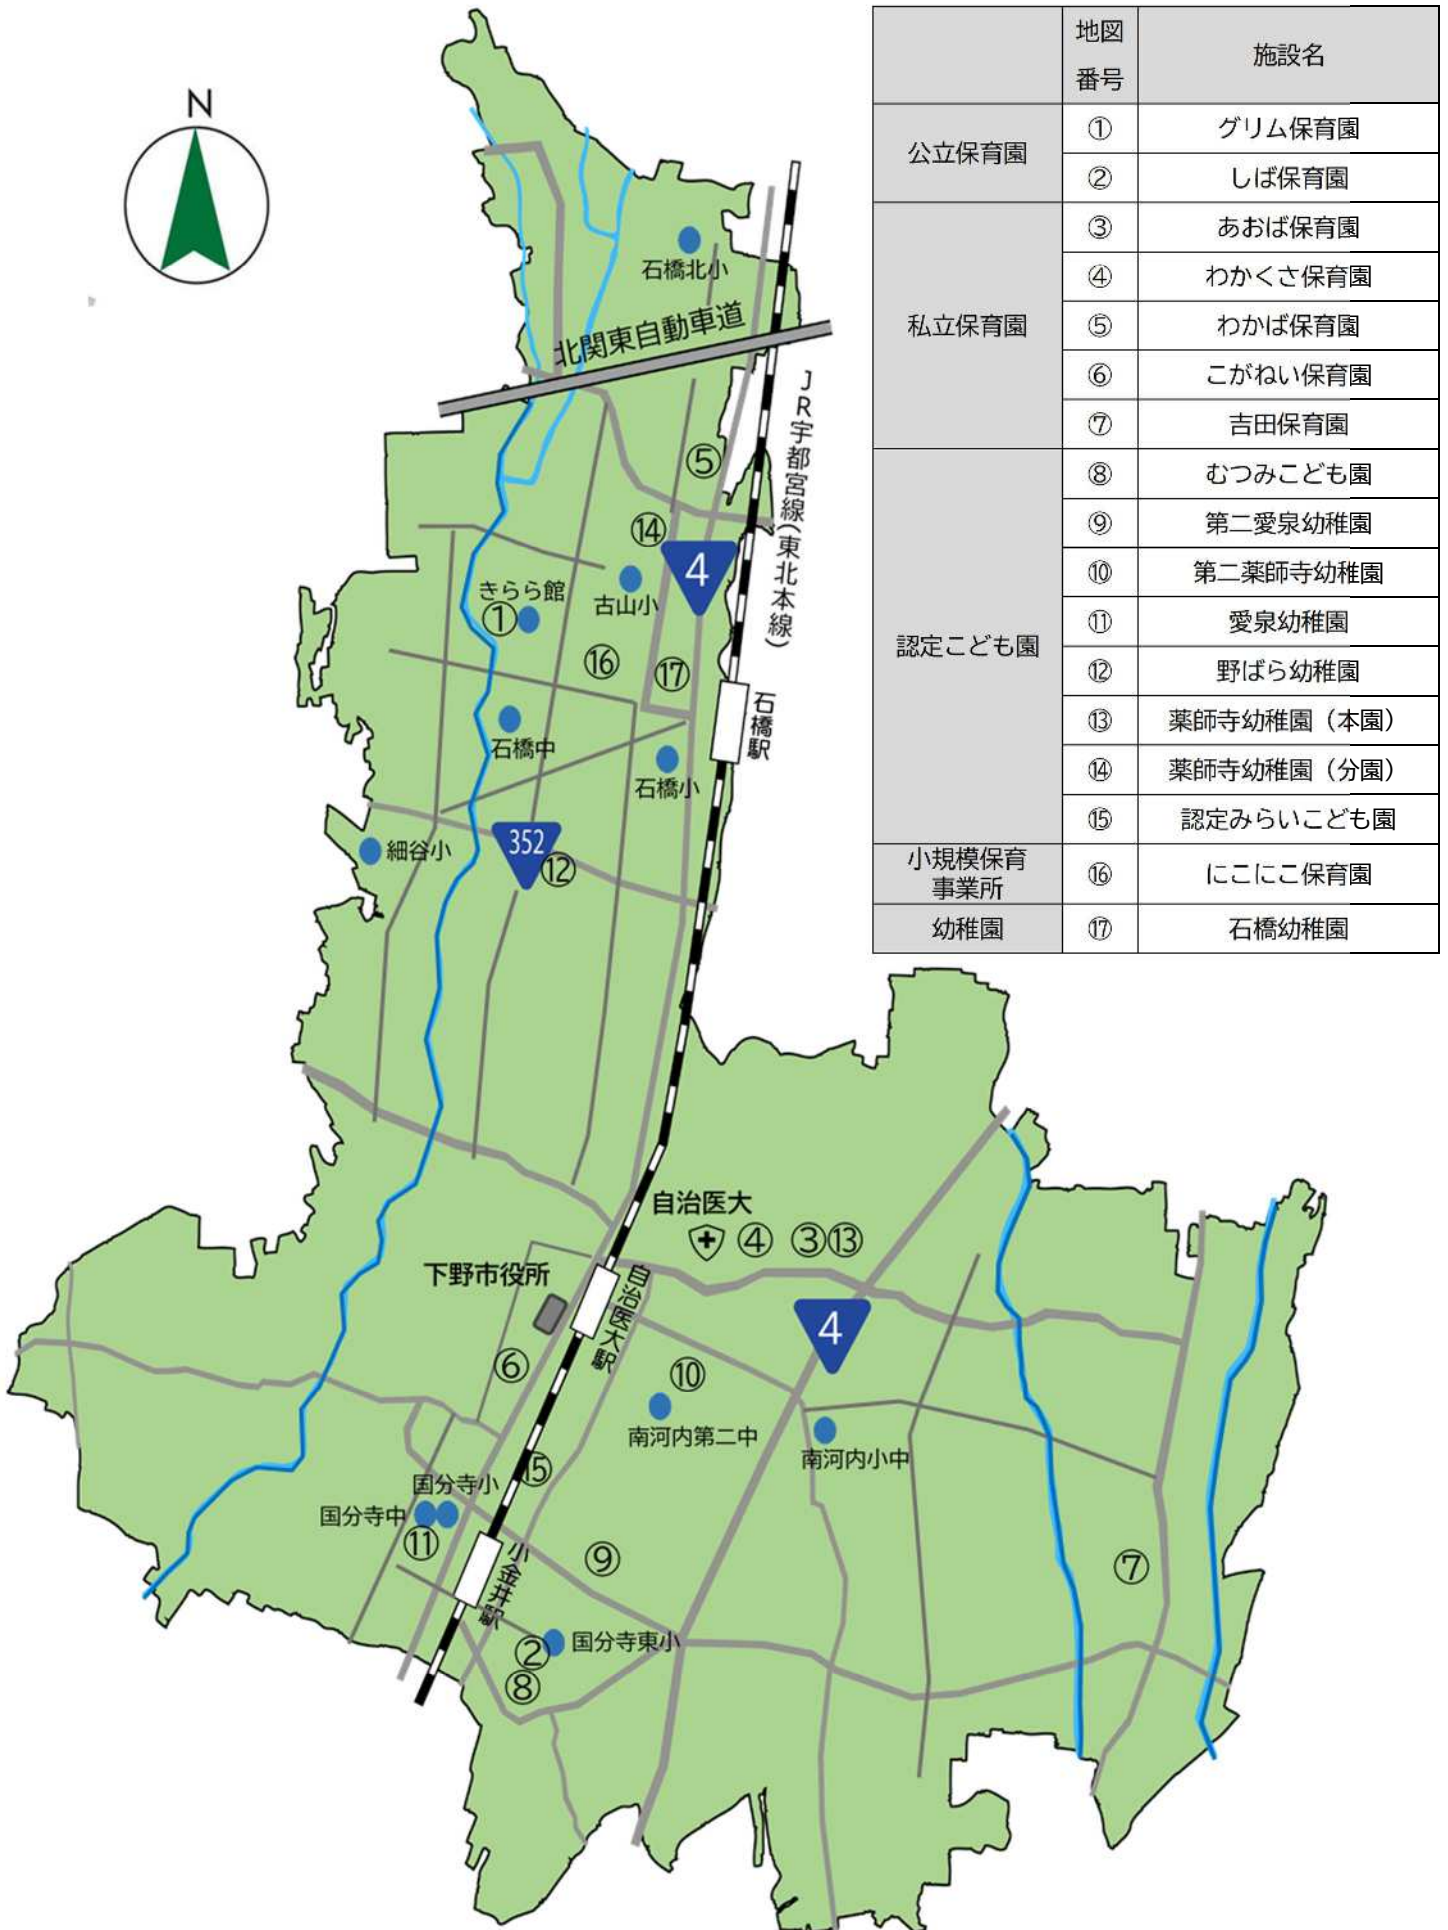 N
地図
番号
施設名
公立保育園
① グリム保育園
② しば保育園
私立保育園
③ あおば保育園
④ わかくさ保育園
⑤ わかば保育園
⑥ こがねい保育園
⑦ 吉田保育園
認定こども園
⑧ むつみこども園
⑨ 第二愛泉幼稚園
⑩ 第二薬師寺幼稚園
⑪ 愛泉幼稚園
⑫ 野ばら幼稚園
⑬ 薬師寺幼稚園（本園）
⑭ 薬師寺幼稚園（分園）
⑮ 認定みらいこども園
小規模保育
事業所
⑯ にこにこ保育園
幼稚園
⑰ 石橋幼稚園
石橋北小
北関東自動車道
JR宇都宮線（東北本線）
⑤
⑭
4
きらら館
①
古山小
⑯
⑰
石橋駅
石橋中
石橋小
細谷小
352
⑫
自治医大
④ ③⑬
下野市役所
自治医大駅
4
⑥
⑩
南河内第二中
南河内小中
⑮
国分寺小
国分寺中
⑪
小金井駅
⑨
⑦
②
国分寺東小
⑧